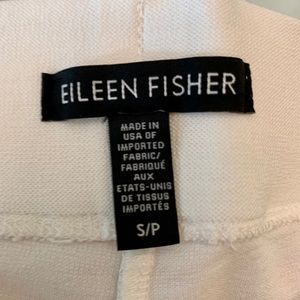 EILEEN FISHER
MADE IN
USA OF
IMPORTED
FABRIC/
FABRIQUÉ
AUX
ETATS-UNIS
DE TISSUS
IMPORTÉS
S/P